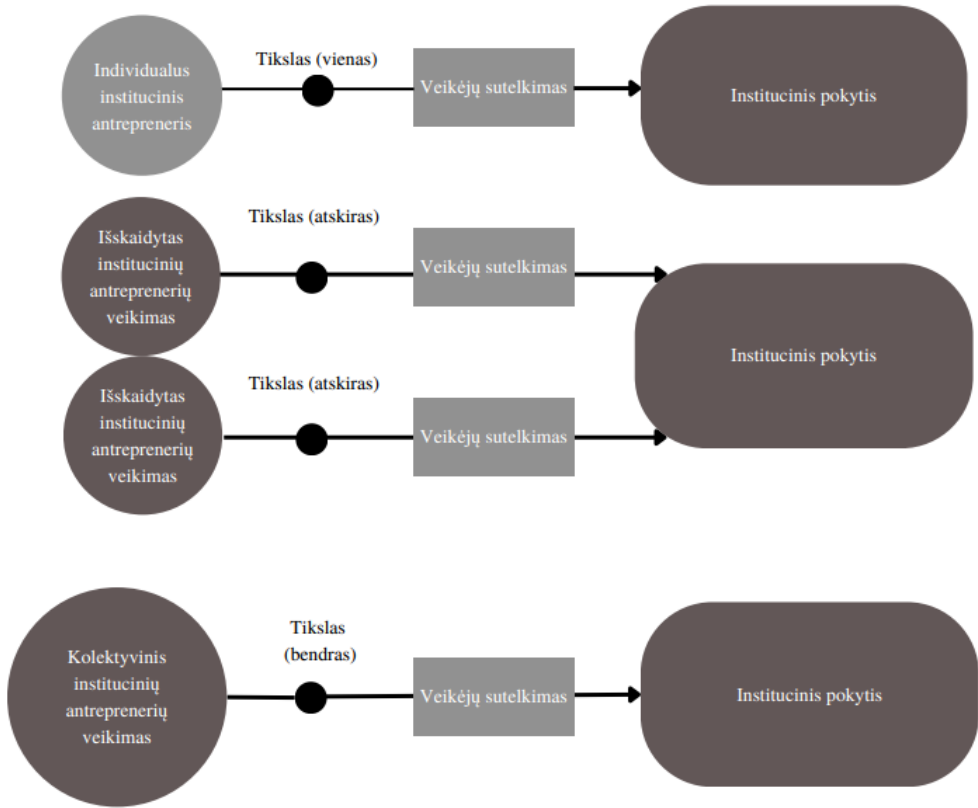 Individualus
institucinis
antrepreneris
Tikslas (vienas)
Veikėjų sutelkimas
Institucinis pokytis
Išskaidytas
institucinių
antreprenerių
veikimas
Tikslas (atskiras)
Veikėjų sutelkimas
Išskaidytas
institucinių
antreprenerių
veikimas
Tikslas (atskiras)
Veikėjų sutelkimas
Institucinis pokytis
Kolektyvinis
institucinių
antreprenerių
veikimas
Tikslas
(bendras)
Veikėjų sutelkimas
Institucinis pokytis